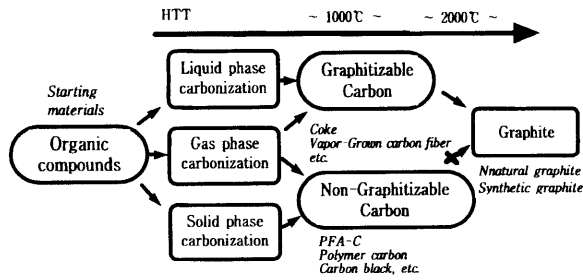 HTT ~ 1000℃ ~ ~ 2000℃ ~
Liquid phase
carbonization
Graphitizable
Carbon
Starting
materials
Organic
compounds
Gas phase
carbonization
Coke
Vapor-Grown carbon fiber
etc.
Graphite
Nnatural graphite
Synthetic graphite
Non-Graphitizable
Carbon
Solid phase
carbonization
PFA-C
Polymer carbon
Carbon black, etc.